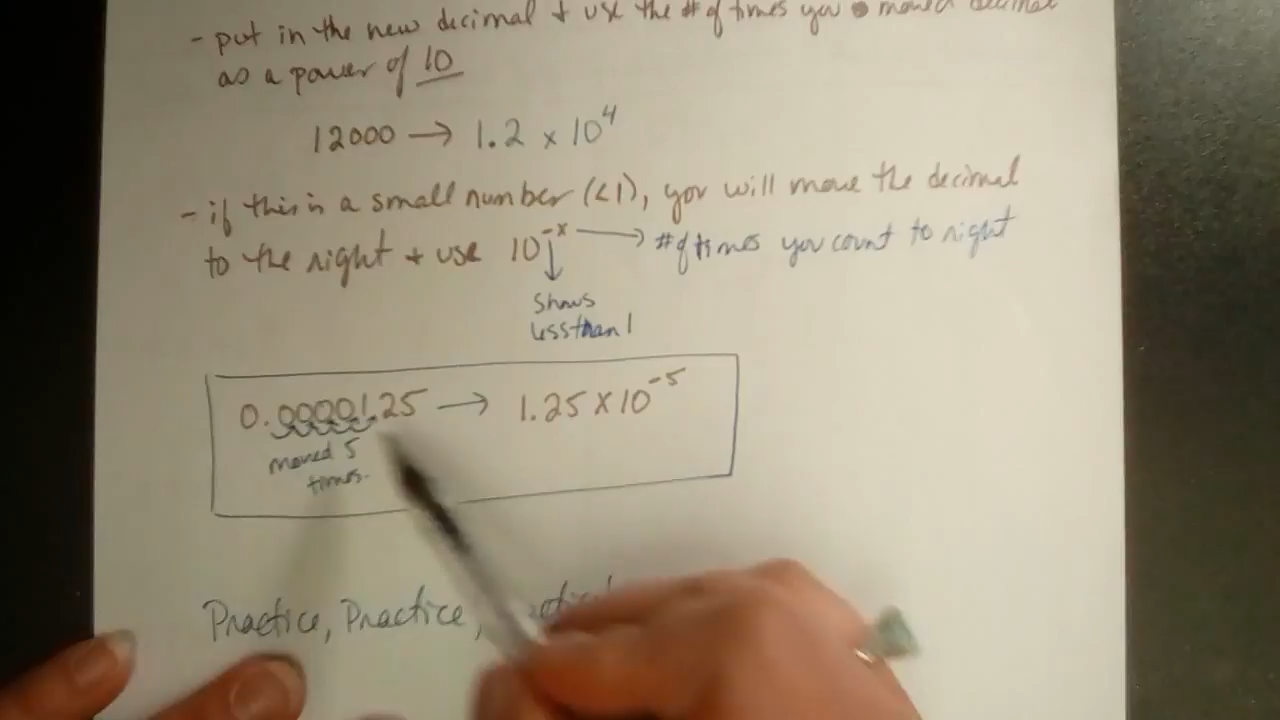 - put in the new decimal + use the # of times you moved decimal
as a power of 10
12000 → 1.2 x 10⁴
- if this is a small number (<1), you will move the decimal
to the right + use 10⁻ˣ → # of times you count to right
↓
Shows
less than 1
0.0000125 → 1.25 x 10⁻⁵
moved 5
times.
Practice, Practice,